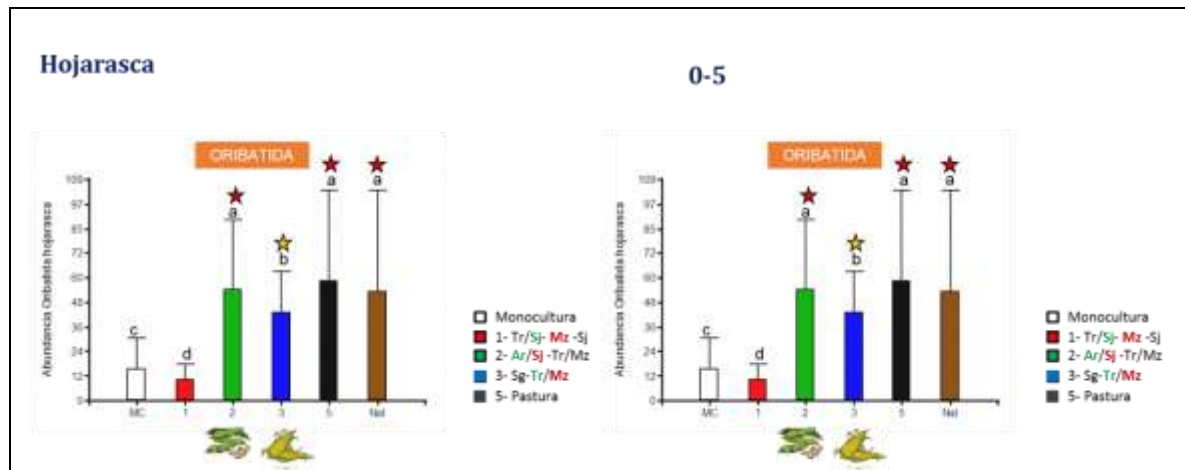 Hojarasca
0-5
ORIBATIDA
Abundancia Oribatida hojarasca
109
97
85
72
60
48
36
24
12
0
c
d
a
b
a
a
MC
1
2
3
5
Nat
Monocultura
1- Tr/Sj- Mz -Sj
2- Ar/Sj -Tr/Mz
3- Sg-Tr/Mz
5- Pastura
ORIBATIDA
Abundancia Oribatida hojarasca
109
97
85
72
60
48
36
24
12
0
c
d
a
b
a
a
MC
1
2
3
5
Nat
Monocultura
1- Tr/Sj- Mz -Sj
2- Ar/Sj -Tr/Mz
3- Sg-Tr/Mz
5- Pastura